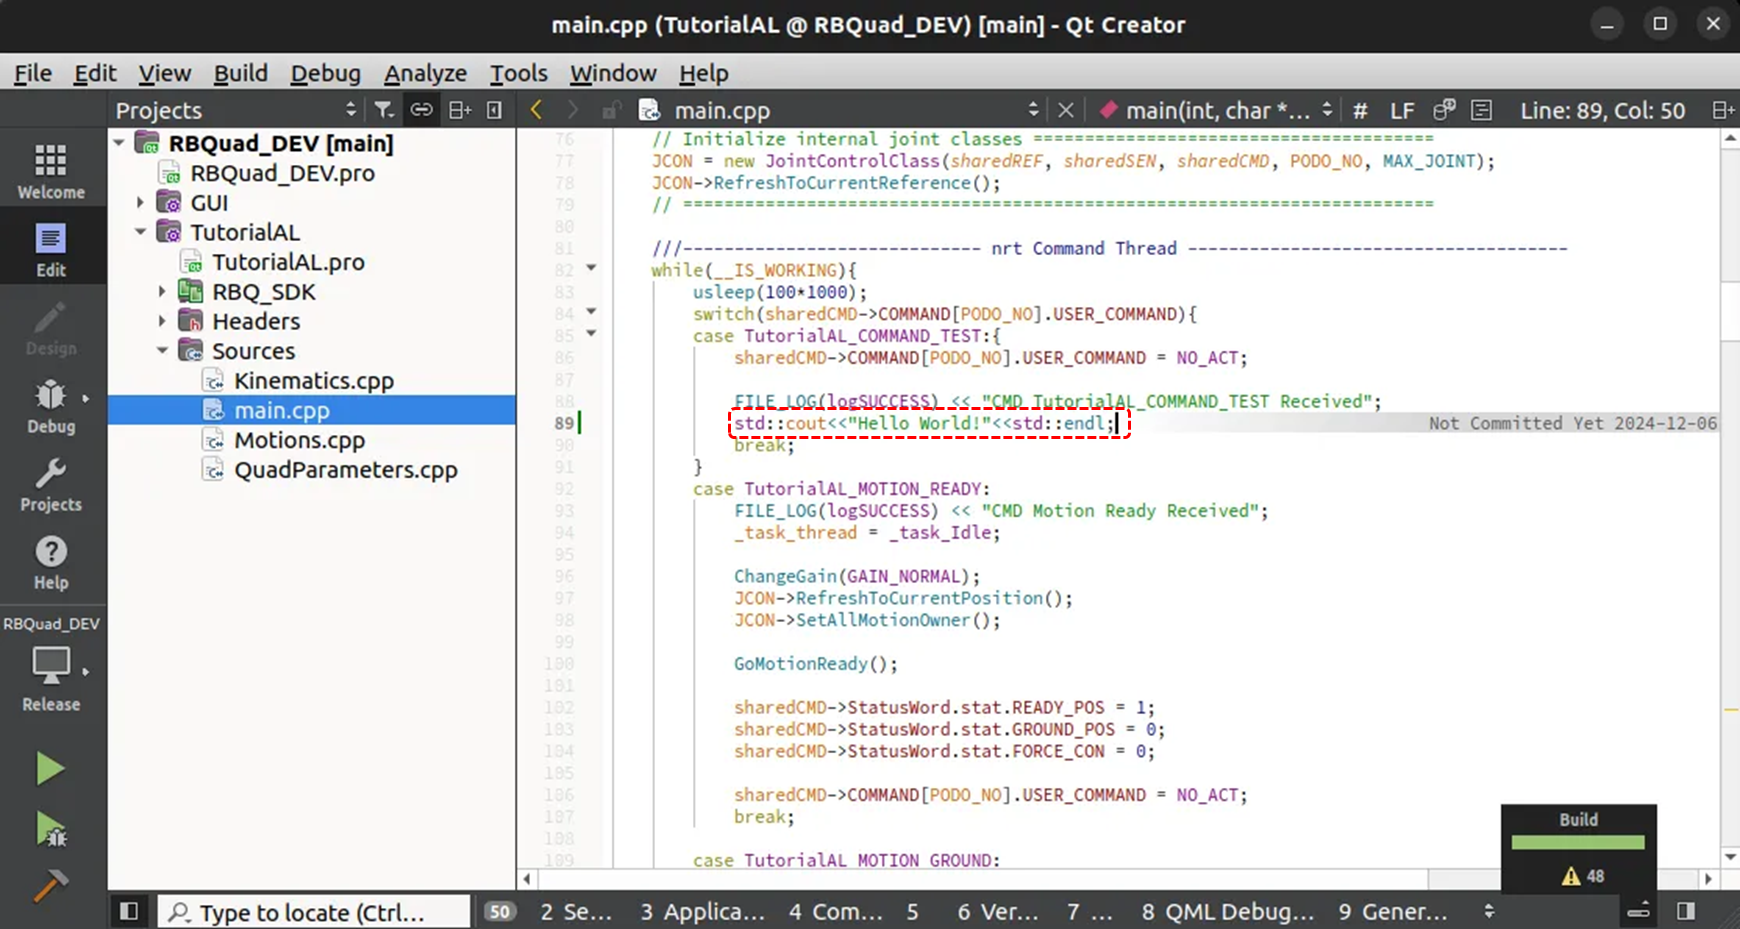 main.cpp (TutorialAL @ RBQuad_DEV) [main] - Qt Creator
File Edit View Build Debug Analyze Tools Window Help
Projects
main.cpp
main(int, char *...
# LF
Line: 89, Col: 50
Welcome
Edit
Design
Debug
Projects
Help
RBQuad_DEV
Release
RBQuad_DEV [main]
RBQuad_DEV.pro
GUI
TutorialAL
TutorialAL.pro
RBQ_SDK
Headers
Sources
Kinematics.cpp
main.cpp
Motions.cpp
QuadParameters.cpp
76 // Initialize internal joint classes =======================================
77 JCON = new JointControlClass(sharedREF, sharedSEN, sharedCMD, PODO_NO, MAX_JOINT);
78 JCON->RefreshToCurrentReference();
79 // =========================================================================
80
81 ///----------------------------- nrt Command Thread -------------------------------------
82 while(__IS_WORKING){
83 usleep(100*1000);
84 switch(sharedCMD->COMMAND[PODO_NO].USER_COMMAND){
85 case TutorialAL_COMMAND_TEST:{
86 sharedCMD->COMMAND[PODO_NO].USER_COMMAND = NO_ACT;
87
88 FILE_LOG(logSUCCESS) << "CMD TutorialAL_COMMAND_TEST Received";
89 std::cout<<"Hello World!"<<std::endl; Not Committed Yet 2024-12-06
90 break;
91 }
92 case TutorialAL_MOTION_READY:
93 FILE_LOG(logSUCCESS) << "CMD Motion Ready Received";
94 _task_thread = _task_Idle;
95
96 ChangeGain(GAIN_NORMAL);
97 JCON->RefreshToCurrentPosition();
98 JCON->SetAllMotionOwner();
99
100 GoMotionReady();
101
102 sharedCMD->StatusWord.stat.READY_POS = 1;
103 sharedCMD->StatusWord.stat.GROUND_POS = 0;
104 sharedCMD->StatusWord.stat.FORCE_CON = 0;
105
106 sharedCMD->COMMAND[PODO_NO].USER_COMMAND = NO_ACT;
107 break;
108
109 case TutorialAL_MOTION_GROUND:
Build
48
Type to locate (Ctrl...
50 2 Se... 3 Applica... 4 Com... 5 6 Ver... 7 ... 8 QML Debug... 9 Gener...